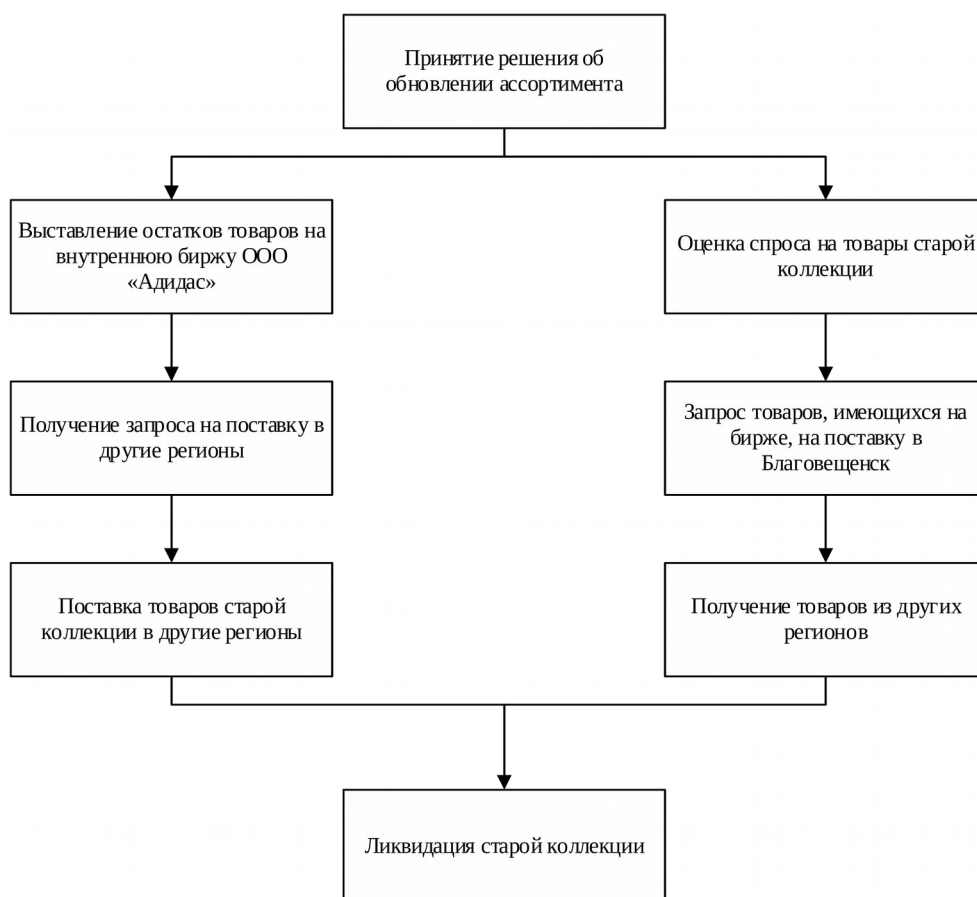 Принятие решения об
обновлении ассортимента
Выставление остатков товаров на
внутреннюю биржу ООО
«Адидас»
Оценка спроса на товары старой
коллекции
Получение запроса на поставку в
другие регионы
Запрос товаров, имеющихся на
бирже, на поставку в
Благовещенск
Поставка товаров старой
коллекции в другие регионы
Получение товаров из других
регионов
Ликвидация старой коллекции